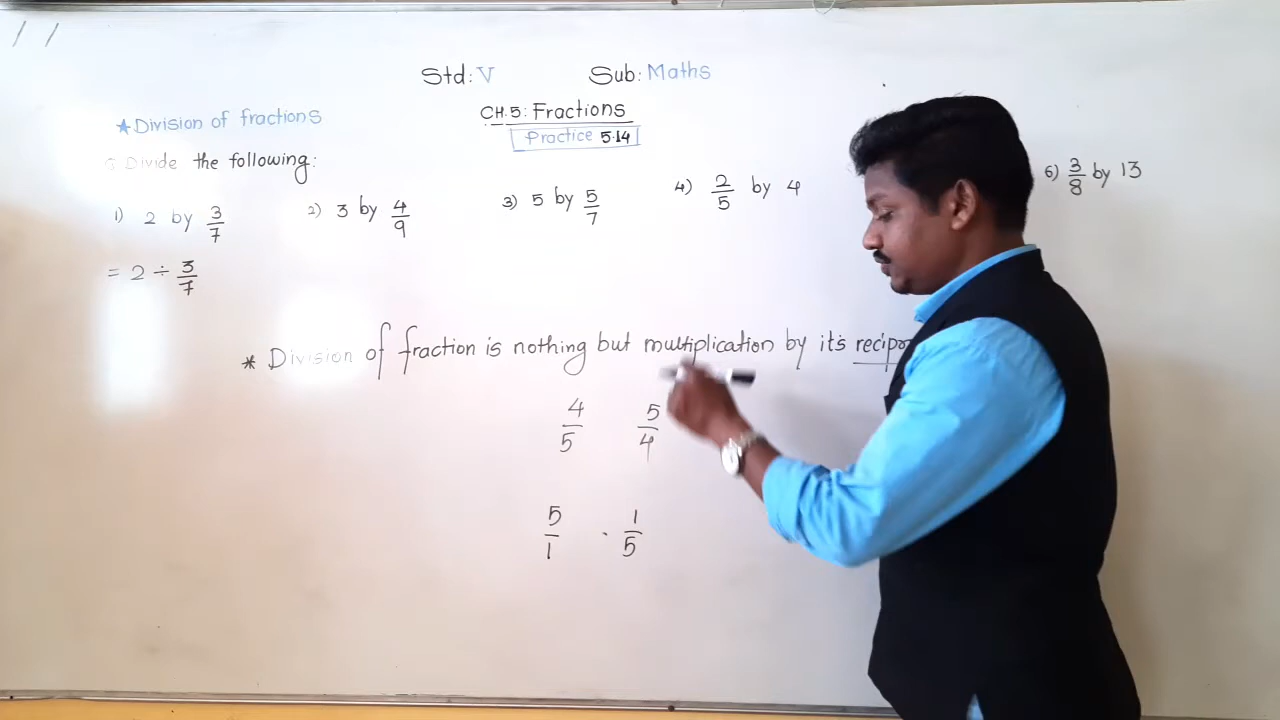 Std: V Sub: Maths
CH.5: Fractions
Practice 5.14
★ Division of fractions
Divide the following:
1) 2 by 3/7 2) 3 by 4/9 3) 5 by 5/7 4) 2/5 by 4 6) 3/8 by 13
= 2 ÷ 3/7
* Division of fraction is nothing but multiplication by it's recipro
4/5 5/4
5/1 · 1/5